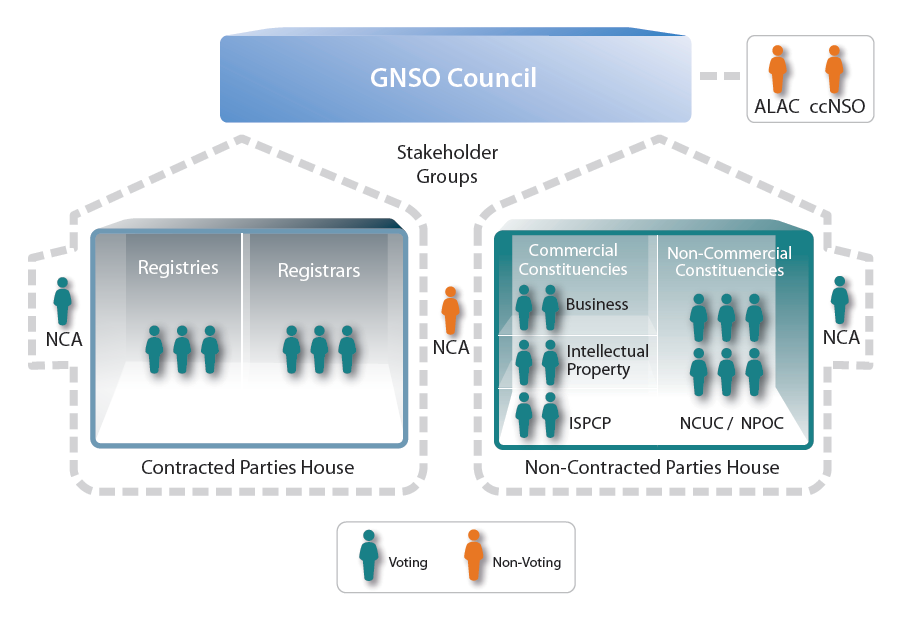 GNSO Council
ALAC ccNSO
Stakeholder
Groups
Registries
Registrars
Commercial
Constituencies
Non-Commercial
Constituencies
Business
Intellectual
Property
ISPCP
NCUC / NPOC
NCA
NCA
NCA
Contracted Parties House
Non-Contracted Parties House
Voting
Non-Voting